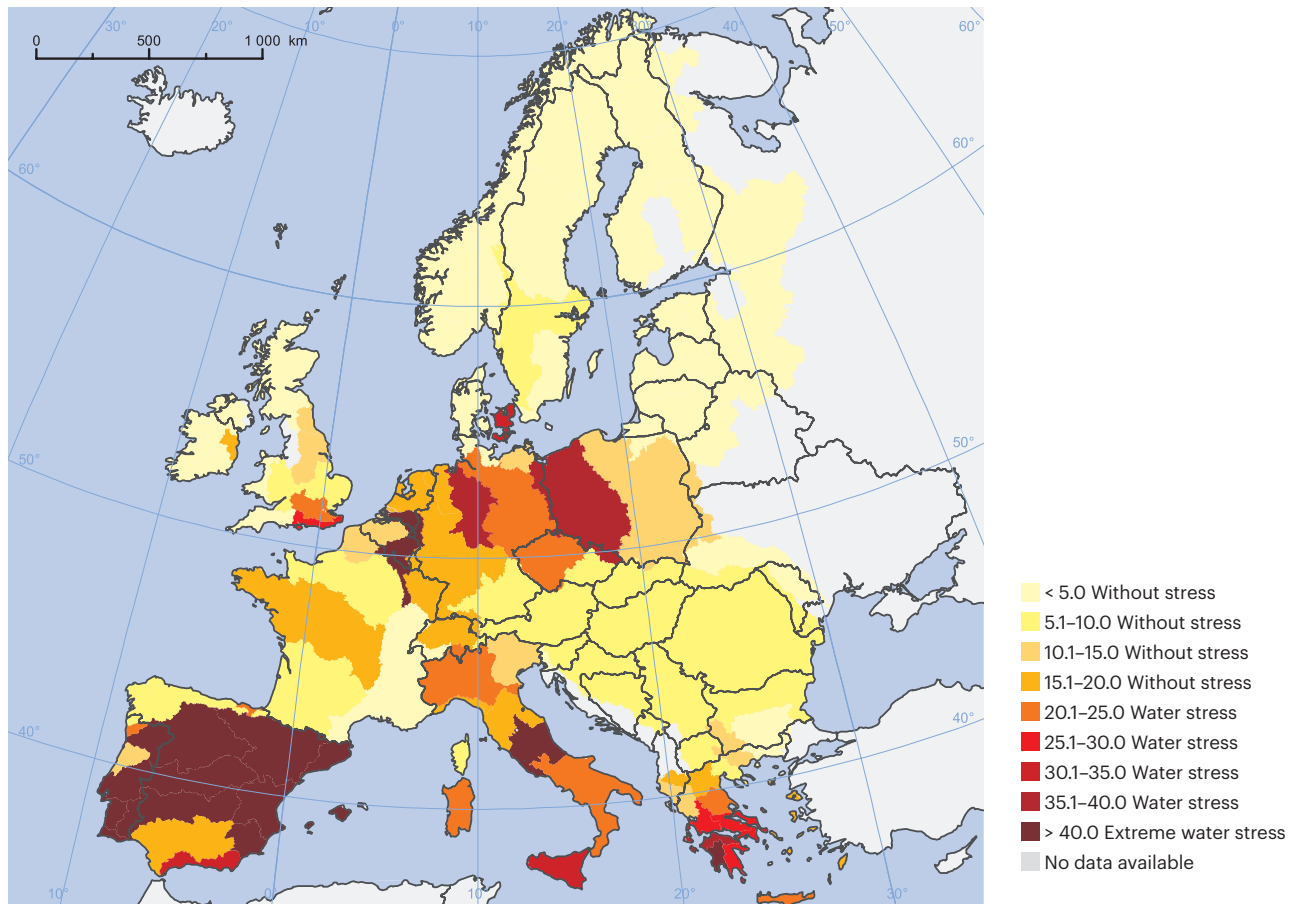 30° 20° 10° 0° 10° 20° 30° 50° 60°
0 500 1 000 km
60° 60°
50° 50°
40° 40°
10° 0° 10° 20° 30°
< 5.0 Without stress
5.1–10.0 Without stress
10.1–15.0 Without stress
15.1–20.0 Without stress
20.1–25.0 Water stress
25.1–30.0 Water stress
30.1–35.0 Water stress
35.1–40.0 Water stress
> 40.0 Extreme water stress
No data available